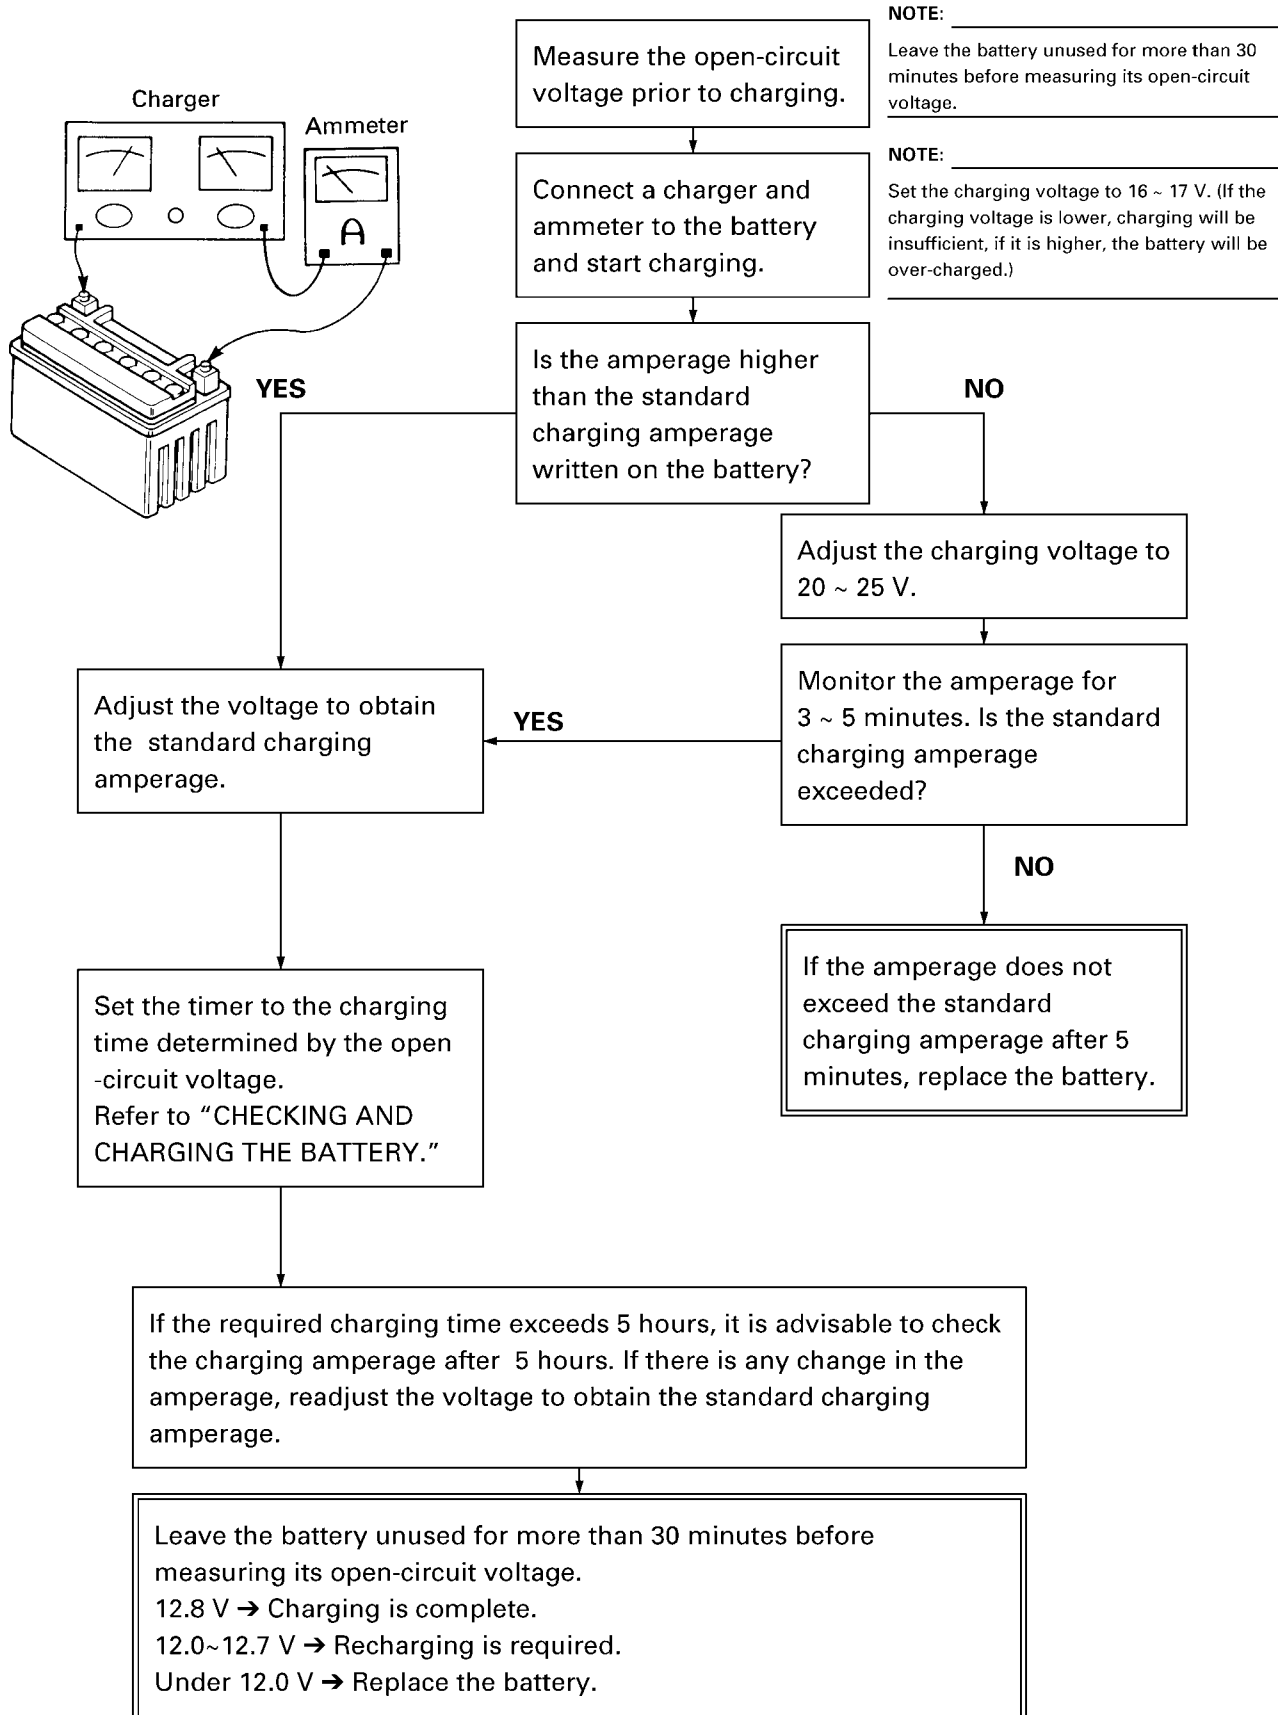 Charger
Ammeter
A
Measure the open-circuit
voltage prior to charging.
NOTE:
Leave the battery unused for more than 30
minutes before measuring its open-circuit
voltage.
Connect a charger and
ammeter to the battery
and start charging.
NOTE:
Set the charging voltage to 16 ~ 17 V. (If the
charging voltage is lower, charging will be
insufficient, if it is higher, the battery will be
over-charged.)
Is the amperage higher
than the standard
charging amperage
written on the battery?
YES
NO
Adjust the charging voltage to
20 ~ 25 V.
Monitor the amperage for
3 ~ 5 minutes. Is the standard
charging amperage
exceeded?
YES
Adjust the voltage to obtain
the  standard charging
amperage.
NO
If the amperage does not
exceed the standard
charging amperage after 5
minutes, replace the battery.
Set the timer to the charging
time determined by the open
-circuit voltage.
Refer to “CHECKING AND
CHARGING THE BATTERY.”
If the required charging time exceeds 5 hours, it is advisable to check
the charging amperage after  5 hours. If there is any change in the
amperage, readjust the voltage to obtain the standard charging
amperage.
Leave the battery unused for more than 30 minutes before
measuring its open-circuit voltage.
12.8 V ➔ Charging is complete.
12.0~12.7 V ➔ Recharging is required.
Under 12.0 V ➔ Replace the battery.